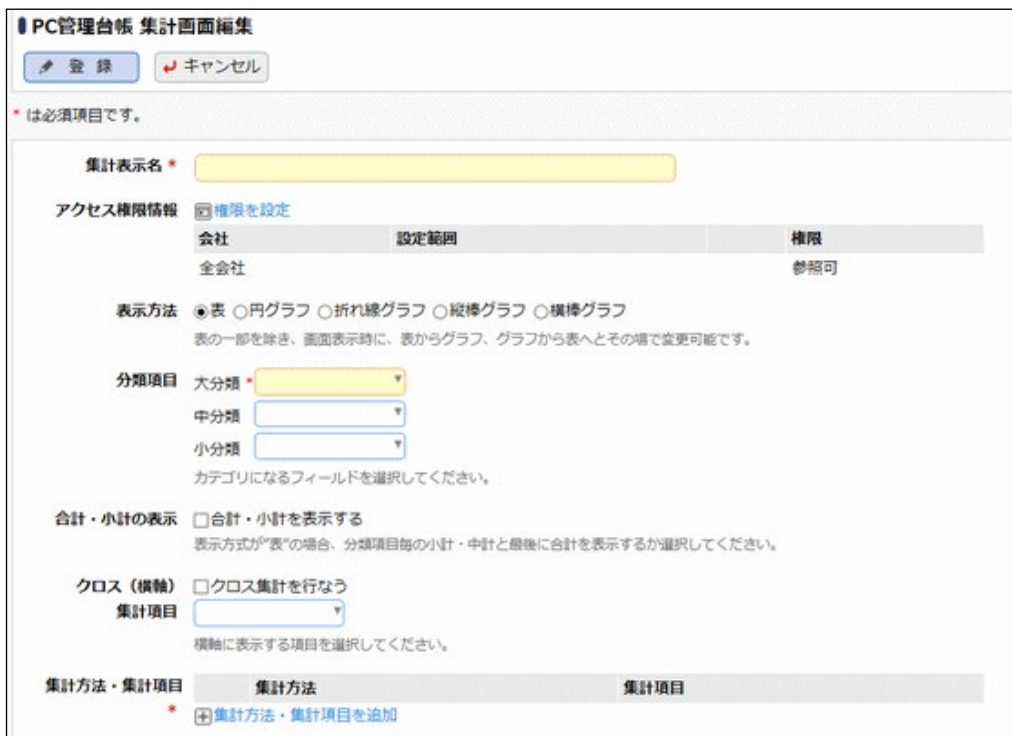 PC管理台帳 集計画面編集
登 録 キャンセル
* は必須項目です。
集計表示名 *
アクセス権限情報 権限を設定
会社 設定範囲 権限
全会社 参照可
表示方法 表 円グラフ 折れ線グラフ 縦棒グラフ 横棒グラフ
表の一部を除き、画面表示時に、表からグラフ、グラフから表へとその場で変更可能です。
分類項目 大分類 *
中分類
小分類
カテゴリになるフィールドを選択してください。
合計・小計の表示 合計・小計を表示する
表示方式が"表"の場合、分類項目毎の小計・中計と最後に合計を表示するか選択してください。
クロス（横軸） クロス集計を行なう
集計項目
横軸に表示する項目を選択してください。
集計方法・集計項目 集計方法 集計項目
* 集計方法・集計項目を追加